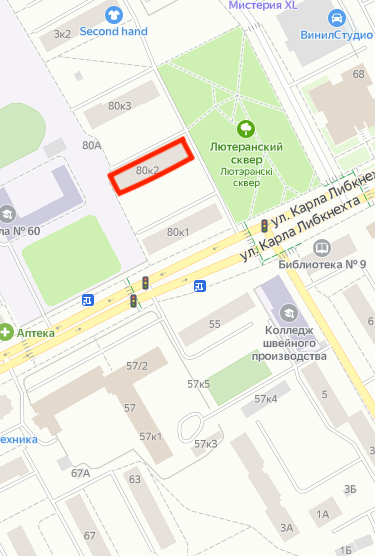 Мистерия XL
Second hand
ВинилСтудио
3к2
68
80к3
80А
Лютеранский
сквер
Лютэранскі
сквер
80к2
ла № 60
80к1
ул. Карла Либкнехта
ул. Карла Либкнехта
Библиотека № 9
Аптека
55
Колледж
швейного
производства
57/2
57к5
57к4
5
57
57к1
57к3
ехника
67А
63
3Б
1А
3А
1Б
67